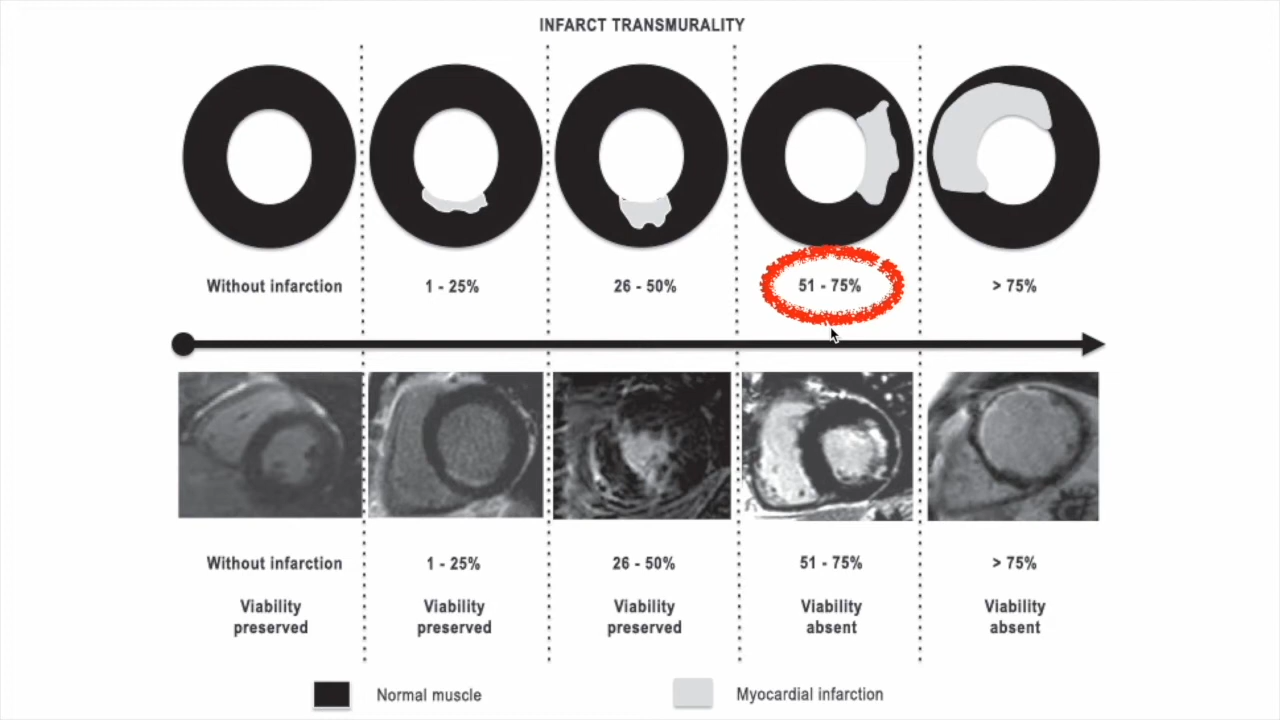 INFARCT TRANSMURALITY
Without infarction
1 - 25%
26 - 50%
51 - 75%
> 75%
Without infarction
1 - 25%
26 - 50%
51 - 75%
> 75%
Viability
preserved
Viability
preserved
Viability
preserved
Viability
absent
Viability
absent
Normal muscle
Myocardial infarction